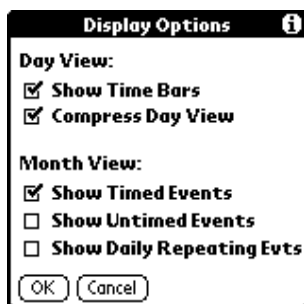 Display Options
Day View:
Show Time Bars
Compress Day View
Month View:
Show Timed Events
Show Untimed Events
Show Daily Repeating Evts
OK Cancel